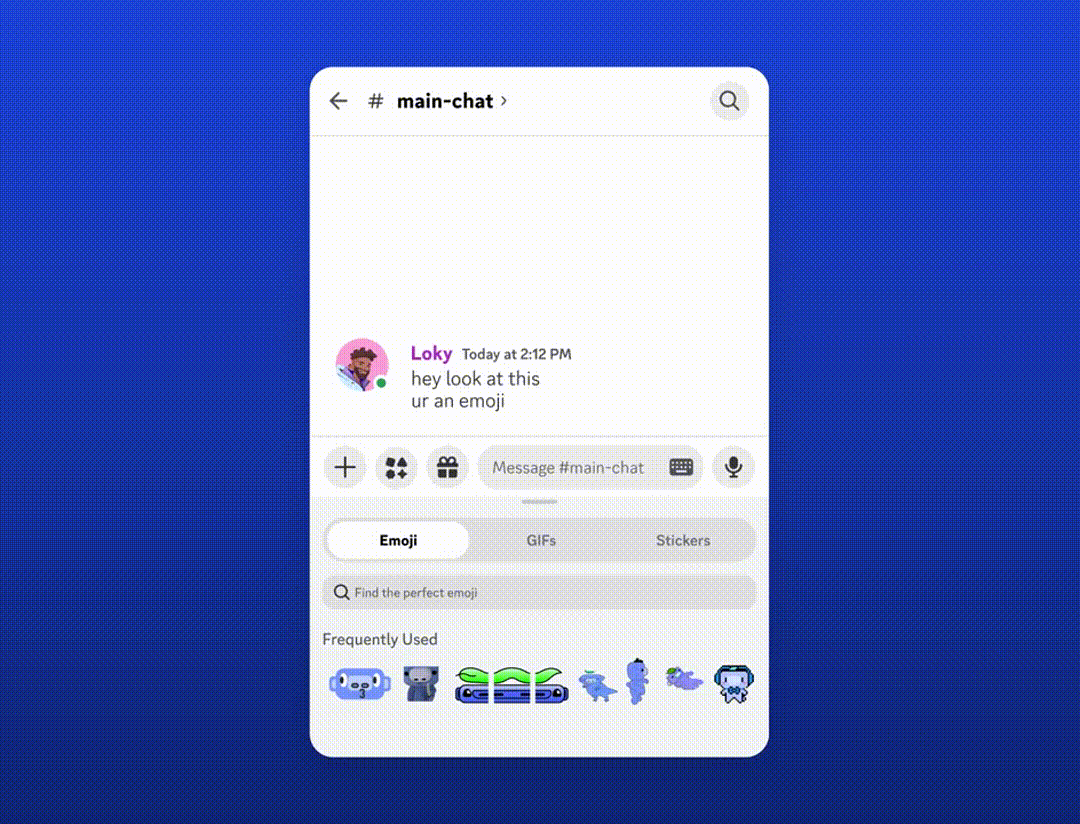 # main-chat
Loky Today at 2:12 PM
hey look at this
ur an emoji
Message #main-chat
Emoji GIFs Stickers
Find the perfect emoji
Frequently Used